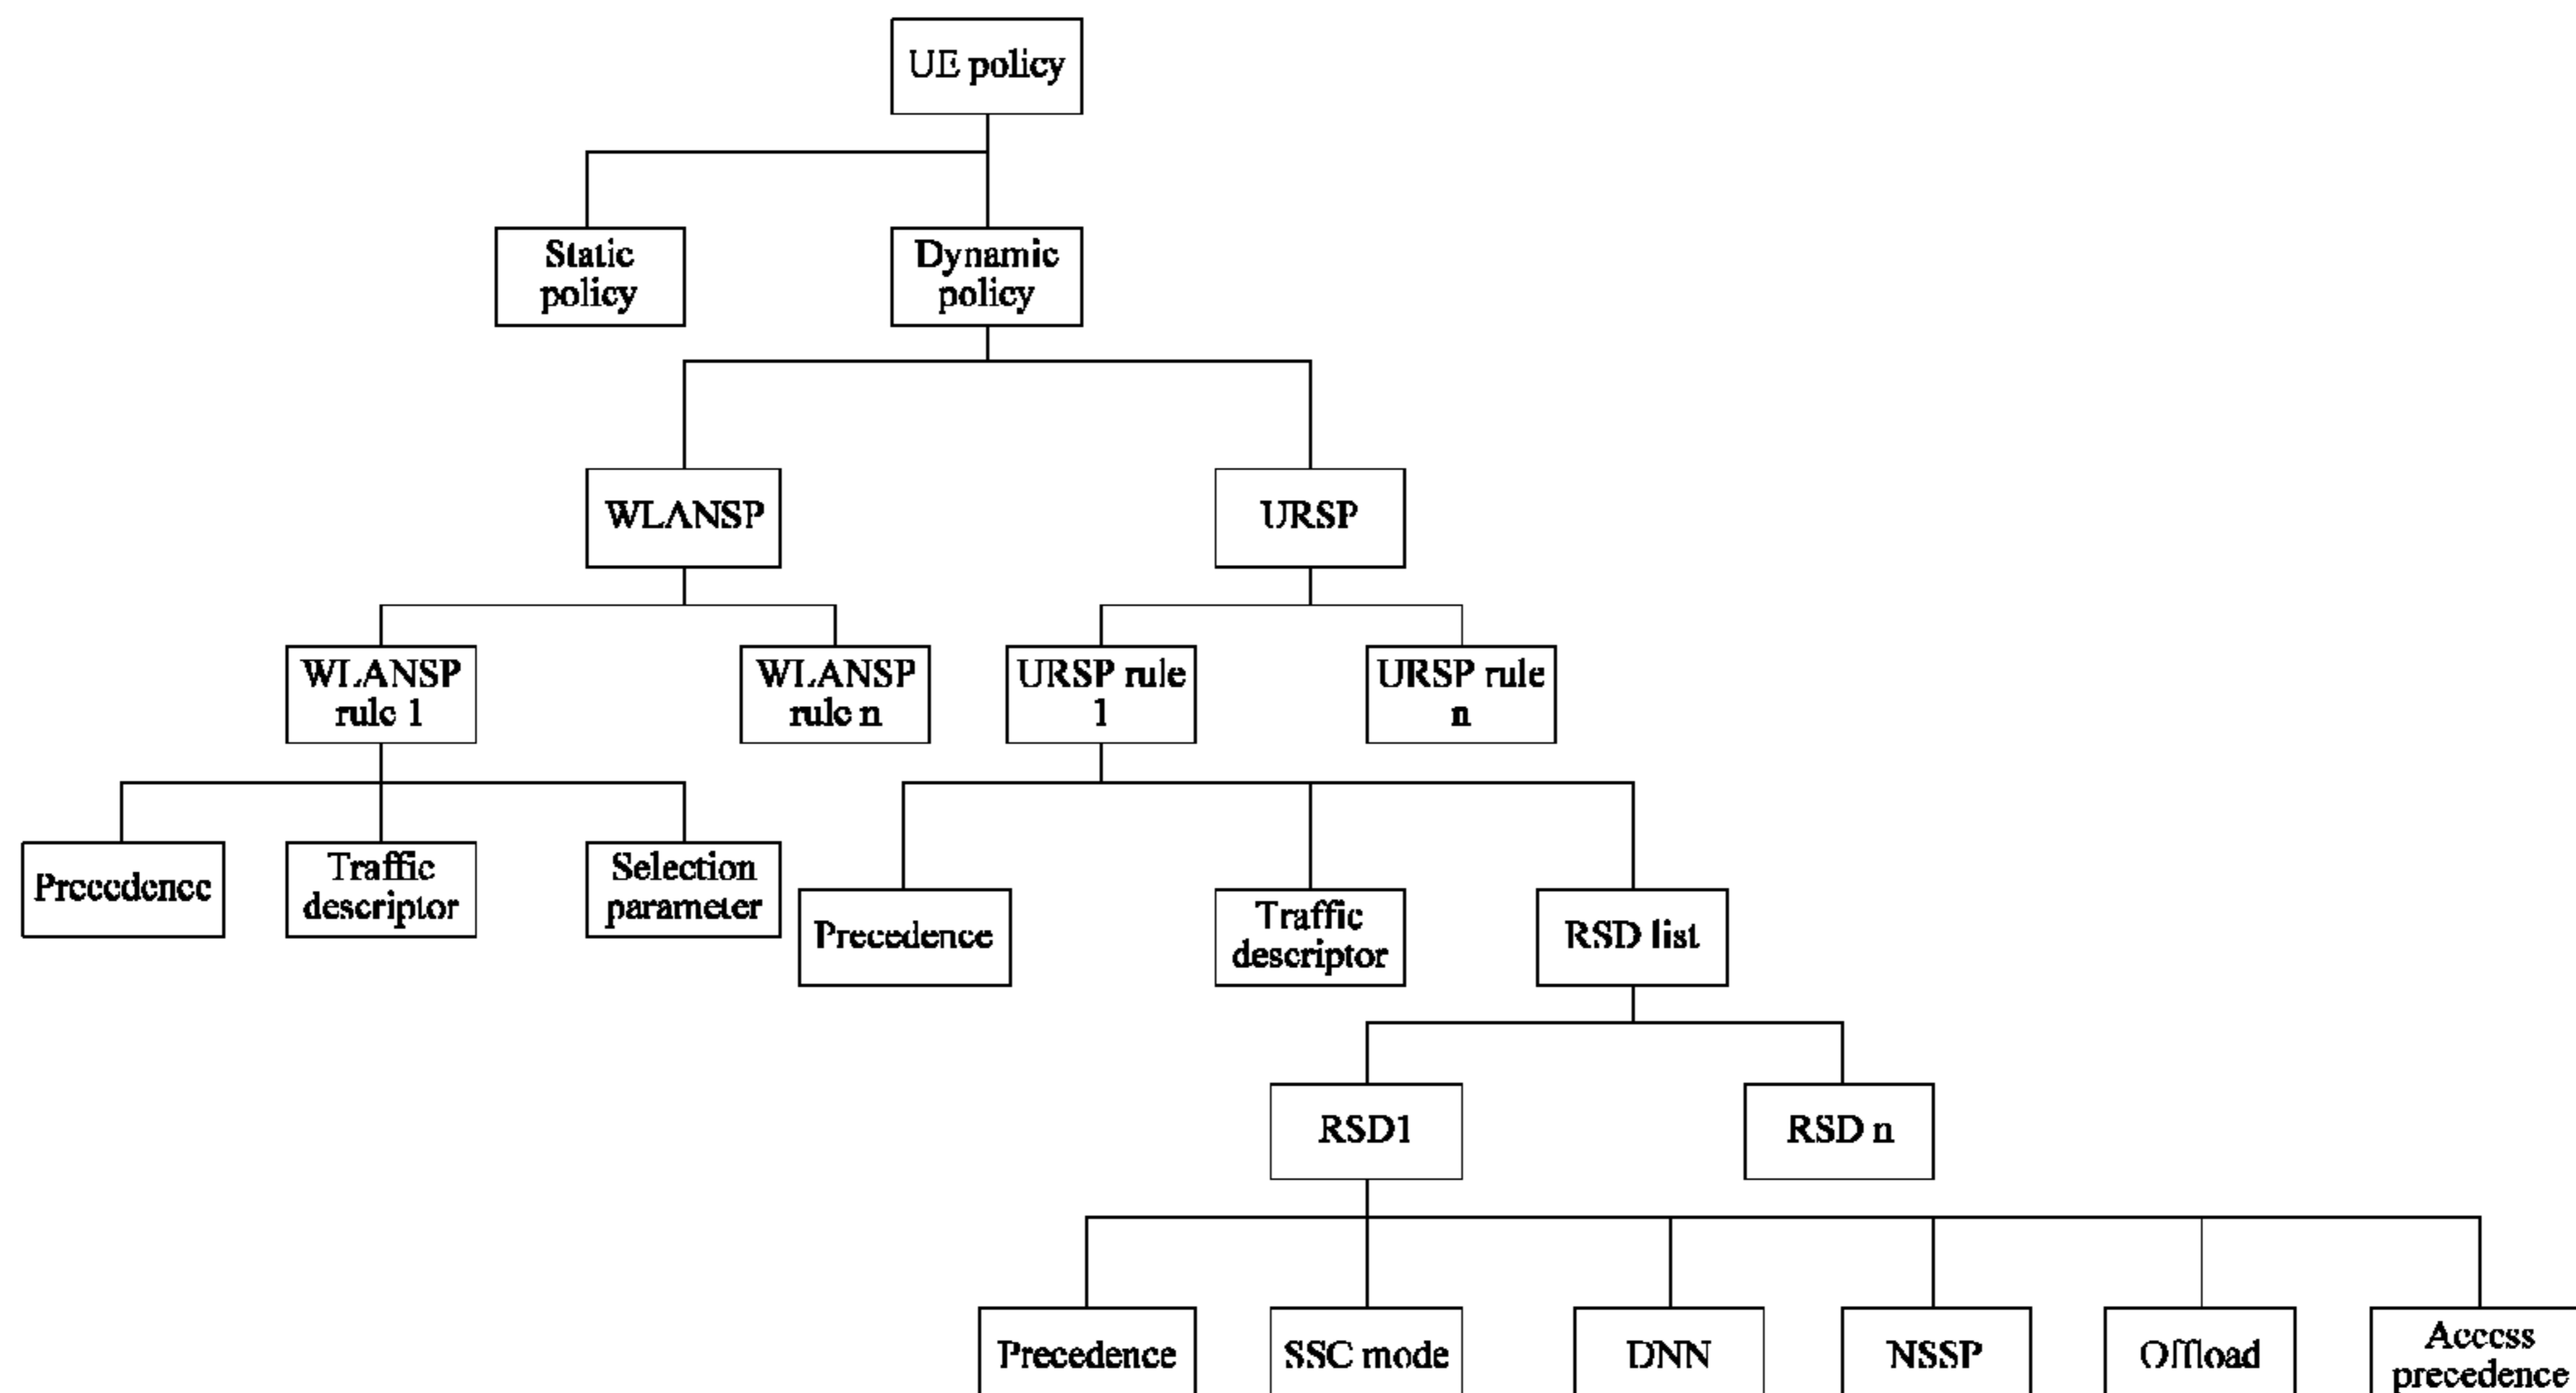 UE policy
Static
policy
Dynamic
policy
WLANSP
URSP
WLANSP
rule 1
WLANSP
rule n
URSP rule
1
URSP rule
n
Precedence
Traffic
descriptor
Selection
parameter
Precedence
Traffic
descriptor
RSD list
RSD1
RSD n
Precedence
SSC mode
DNN
NSSP
Offload
Access
precedence